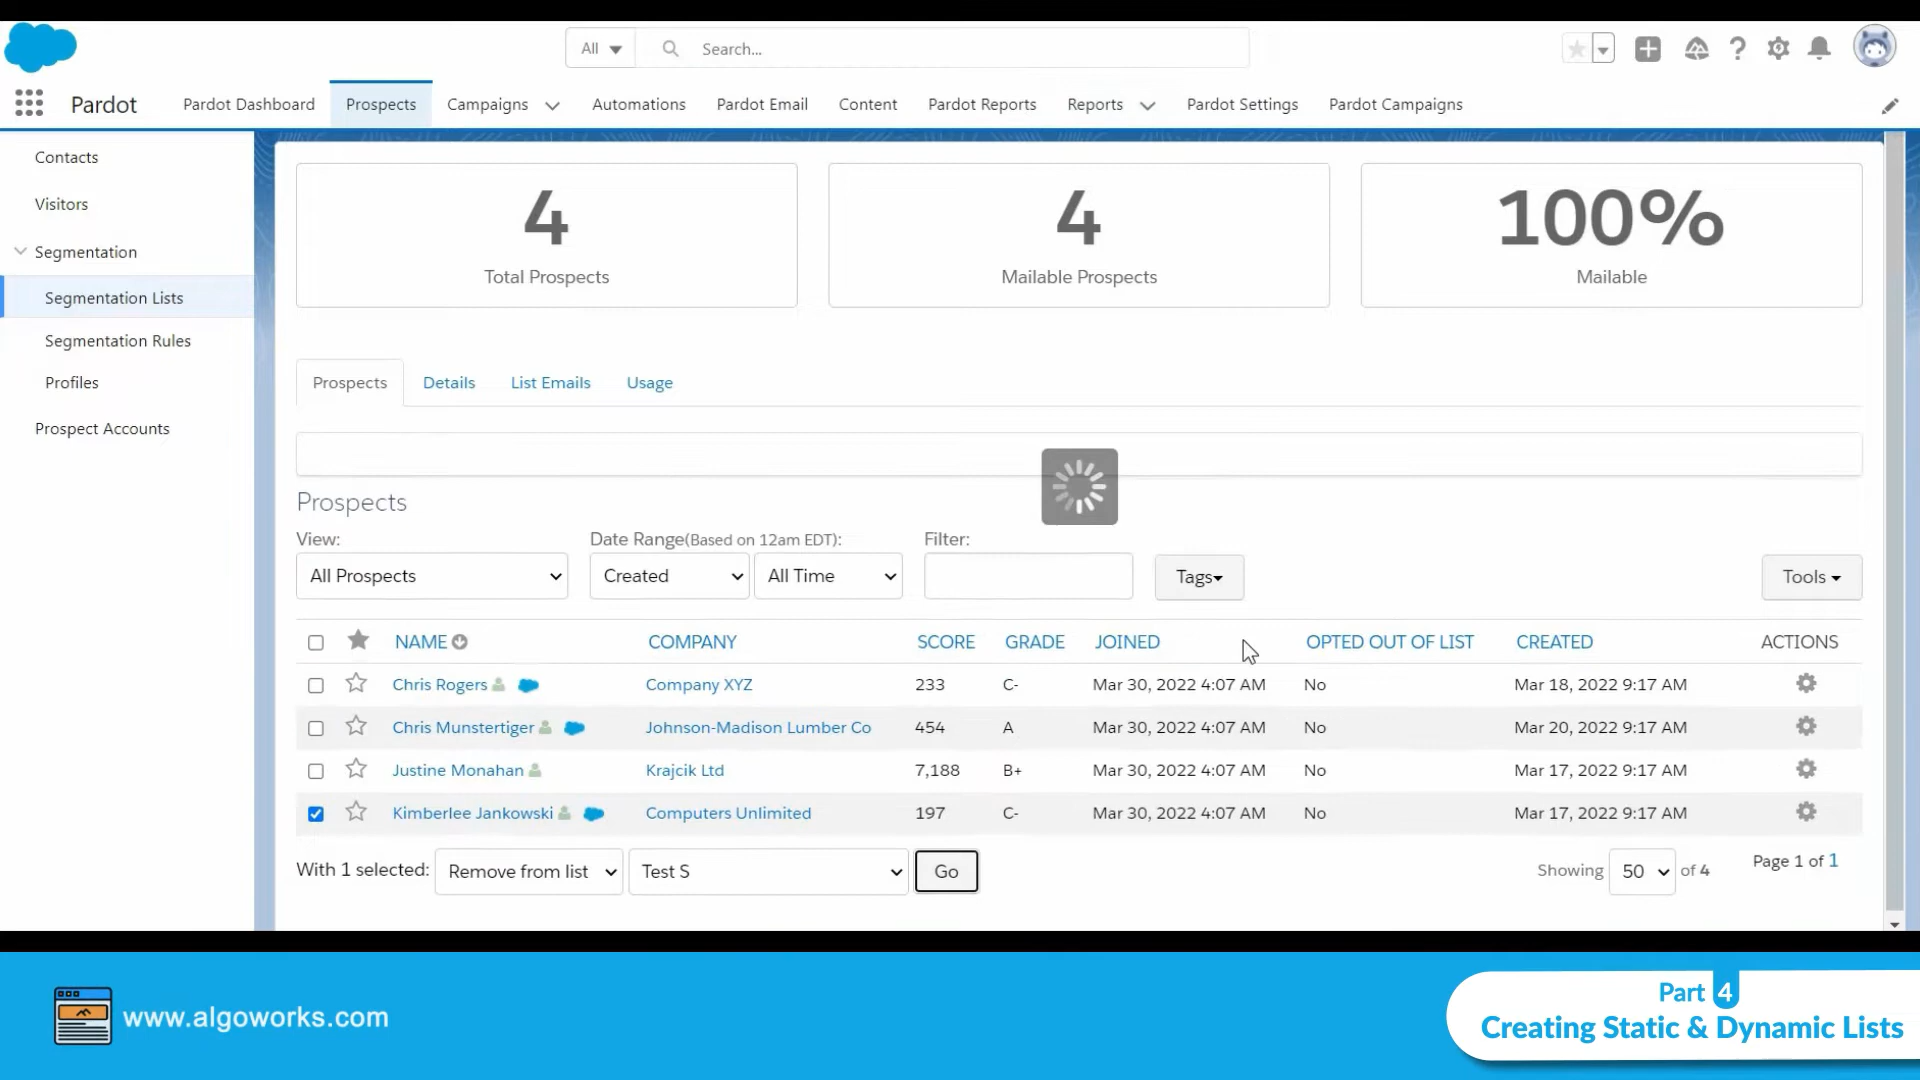 All
Search...
Pardot
Pardot Dashboard
Prospects
Campaigns
Automations
Pardot Email
Content
Pardot Reports
Reports
Pardot Settings
Pardot Campaigns
Contacts
Visitors
Segmentation
Segmentation Lists
Segmentation Rules
Profiles
Prospect Accounts
4
Total Prospects
4
Mailable Prospects
100%
Mailable
Prospects Details List Emails Usage
Prospects
View: Date Range(Based on 12am EDT): Filter:
All Prospects Created All Time Tags Tools
NAME COMPANY SCORE GRADE JOINED OPTED OUT OF LIST CREATED ACTIONS
Chris Rogers Company XYZ 233 C- Mar 30, 2022 4:07 AM No Mar 18, 2022 9:17 AM
Chris Munstertiger Johnson-Madison Lumber Co 454 A Mar 30, 2022 4:07 AM No Mar 20, 2022 9:17 AM
Justine Monahan Krajcik Ltd 7,188 B+ Mar 30, 2022 4:07 AM No Mar 17, 2022 9:17 AM
Kimberlee Jankowski Computers Unlimited 197 C- Mar 30, 2022 4:07 AM No Mar 17, 2022 9:17 AM
With 1 selected: Remove from list Test S Go Showing 50 of 4 Page 1 of 1
www.algoworks.com
Part 4
Creating Static & Dynamic Lists